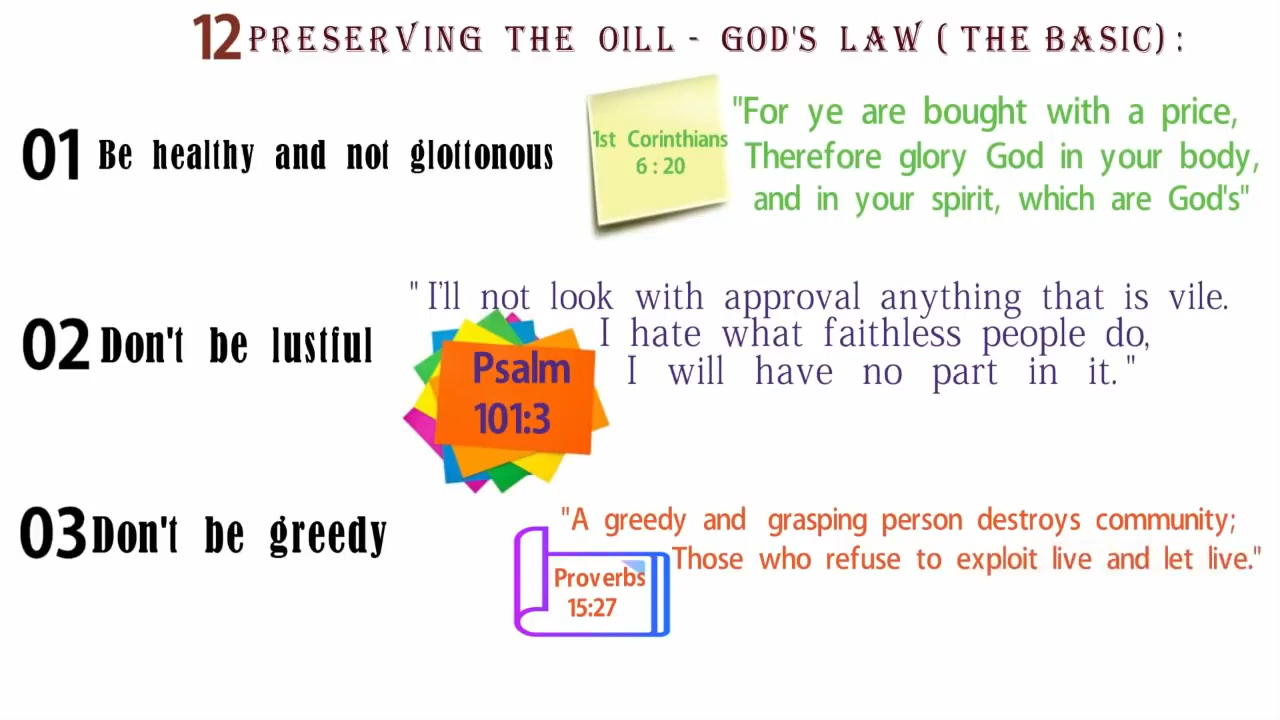 12 PRESERVING THE OILL - GOD'S LAW ( THE BASIC) :
01 Be healthy and not glottonous
1st Corinthians
6 : 20
"For ye are bought with a price,
Therefore glory God in your body,
and in your spirit, which are God's"
02 Don't be lustful
Psalm
101:3
" I'll not look with approval anything that is vile.
I hate what faithless people do,
I will have no part in it. "
03 Don't be greedy
Proverbs
15:27
"A greedy and grasping person destroys community;
Those who refuse to exploit live and let live."